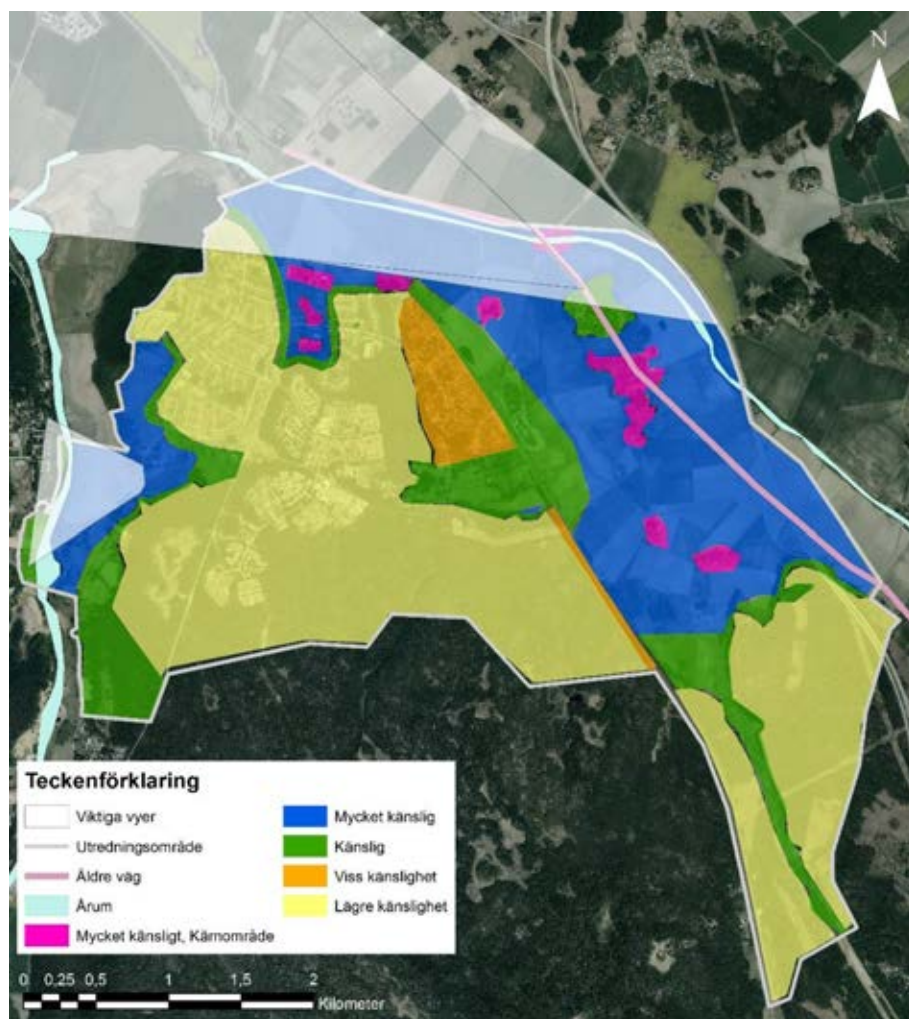 N
Teckenförklaring
Viktiga vyer
Utredningsområde
Äldre väg
Årum
Mycket känsligt, Kärnområde
Mycket känslig
Känslig
Viss känslighet
Lägre känslighet
0 0,25 0,5 1 1,5 2
Kilometer